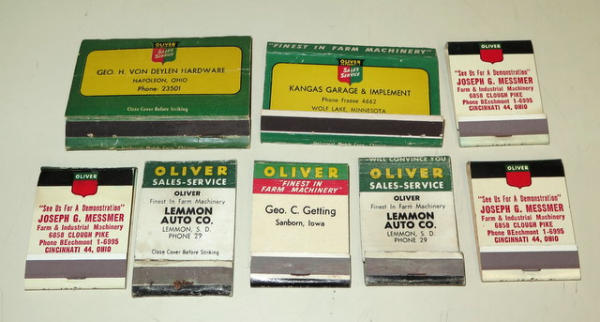 OLIVER
SALES
SERVICE
GEO. H. VON DEYLEN HARDWARE
NAPOLEON, OHIO
Phone: 23501
Close Cover Before Striking
"FINEST IN FARM MACHINERY"
OLIVER
SALES
SERVICE
KANGAS GARAGE & IMPLEMENT
Phone Frasse 4662
WOLF LAKE, MINNESOTA
OLIVER
"See Us For A Demonstration"
JOSEPH G. MESSMER
Farm & Industrial Machinery
6858 CLOUGH PIKE
Phone BEechmont 1-6995
CINCINNATI 44, OHIO
OLIVER
"See Us For A Demonstration"
JOSEPH G. MESSMER
Farm & Industrial Machinery
6858 CLOUGH PIKE
Phone BEechmont 1-6995
CINCINNATI 44, OHIO
OLIVER
SALES-SERVICE
OLIVER
Finest In Farm Machinery
LEMMON
AUTO CO.
LEMMON, S. D.
PHONE 29
Close Cover Before Striking
OLIVER
"FINEST IN
FARM MACHINERY"
Geo. C. Getting
Sanborn, Iowa
WILL CONVINCE YOU
OLIVER
SALES-SERVICE
OLIVER
Finest In Farm Machinery
LEMMON
AUTO CO.
LEMMON, S. D.
PHONE 29
OLIVER
"See Us For A Demonstration"
JOSEPH G. MESSMER
Farm & Industrial Machinery
6858 CLOUGH PIKE
Phone BEechmont 1-6995
CINCINNATI 44, OHIO